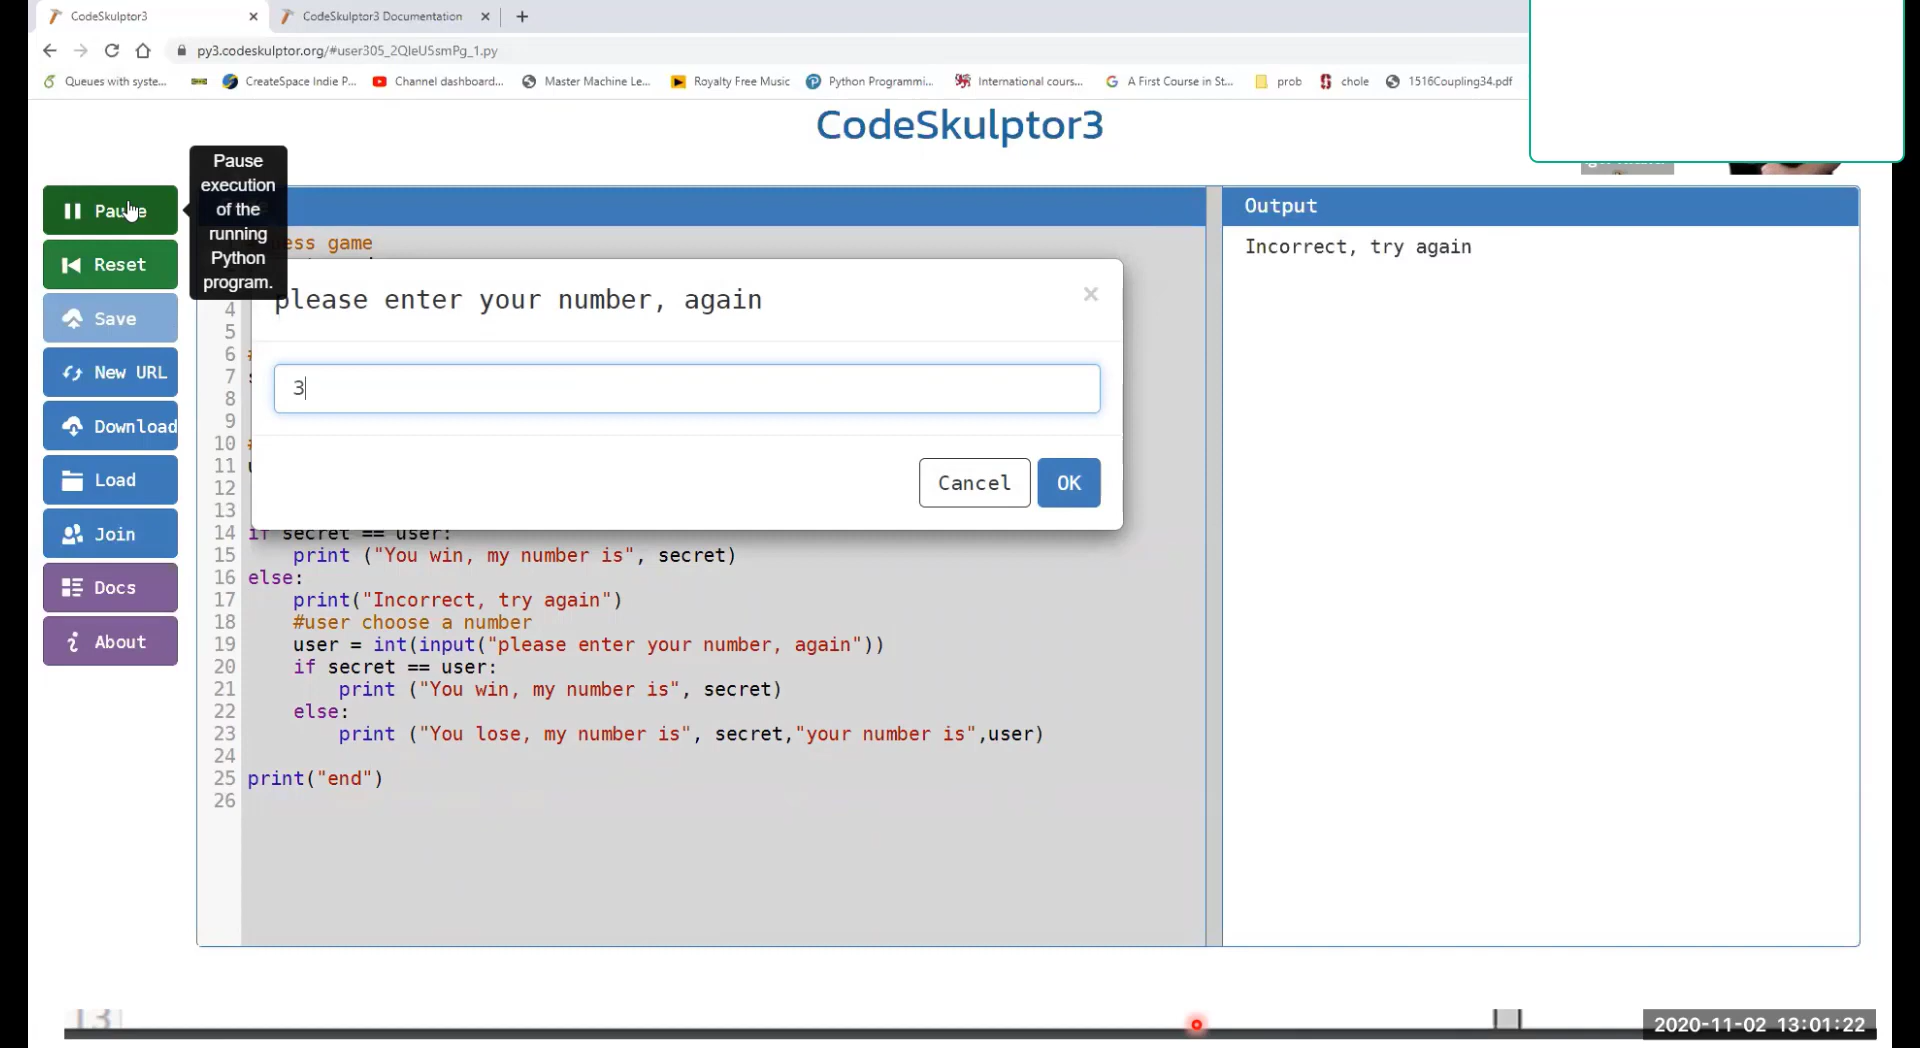 CodeSkulptor3
CodeSkulptor3 Documentation
py3.codeskulptor.org/#user305_2QIeU5smPg_1.py
Queues with syste...
CreateSpace Indie P...
Channel dashboard...
Master Machine Le...
Royalty Free Music
Python Programmi...
International cours...
A First Course in St...
prob
chole
1516Coupling34.pdf
CodeSkulptor3
Pause
Reset
Save
New URL
Download
Load
Join
Docs
About
Pause
execution
of the
running
Python
program.
ess game
please enter your number, again
×
3
Cancel
OK
4
5
6 #
7
8
9
10 #
11
12
13
14 if secret == user:
15 print ("You win, my number is", secret)
16 else:
17 print("Incorrect, try again")
18 #user choose a number
19 user = int(input("please enter your number, again"))
20 if secret == user:
21 print ("You win, my number is", secret)
22 else:
23 print ("You lose, my number is", secret,"your number is",user)
24
25 print("end")
26
Output
Incorrect, try again
13
2020-11-02 13:01:22